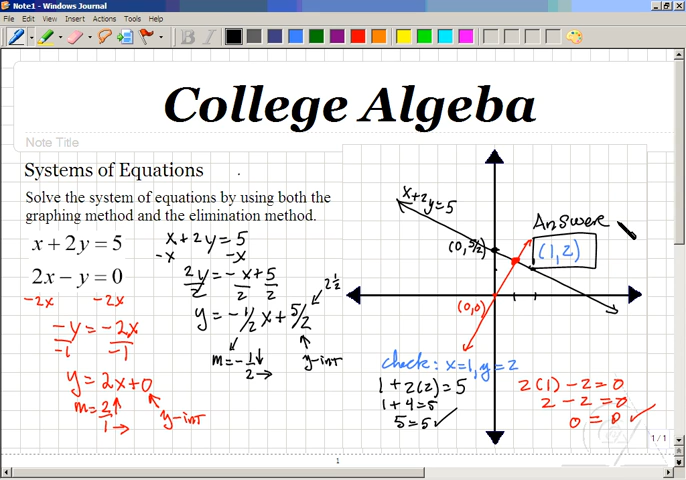 Note1 - Windows Journal
File Edit View Insert Actions Tools Help
B I
College Algeba
Note Title
Systems of Equations
Solve the system of equations by using both the
graphing method and the elimination method.
x + 2y = 5
2x − y = 0
-2x -2x
-y = -2x
-1 -1
y = 2x + 0
m = 2
1
y-int
x + 2y = 5
-x -x
2y = -x + 5
2 2 2
2 1/2
y = -1/2 x + 5/2
m = -1
2
y-int
x+2y=5
(0, 5/2)
(0,0)
Answer
(1,2)
check: x=1, y=2
1 + 2(2) = 5
1 + 4 = 5
5 = 5 ✓
2(1) - 2 = 0
2 - 2 = 0
0 = 0 ✓
1 / 1
1